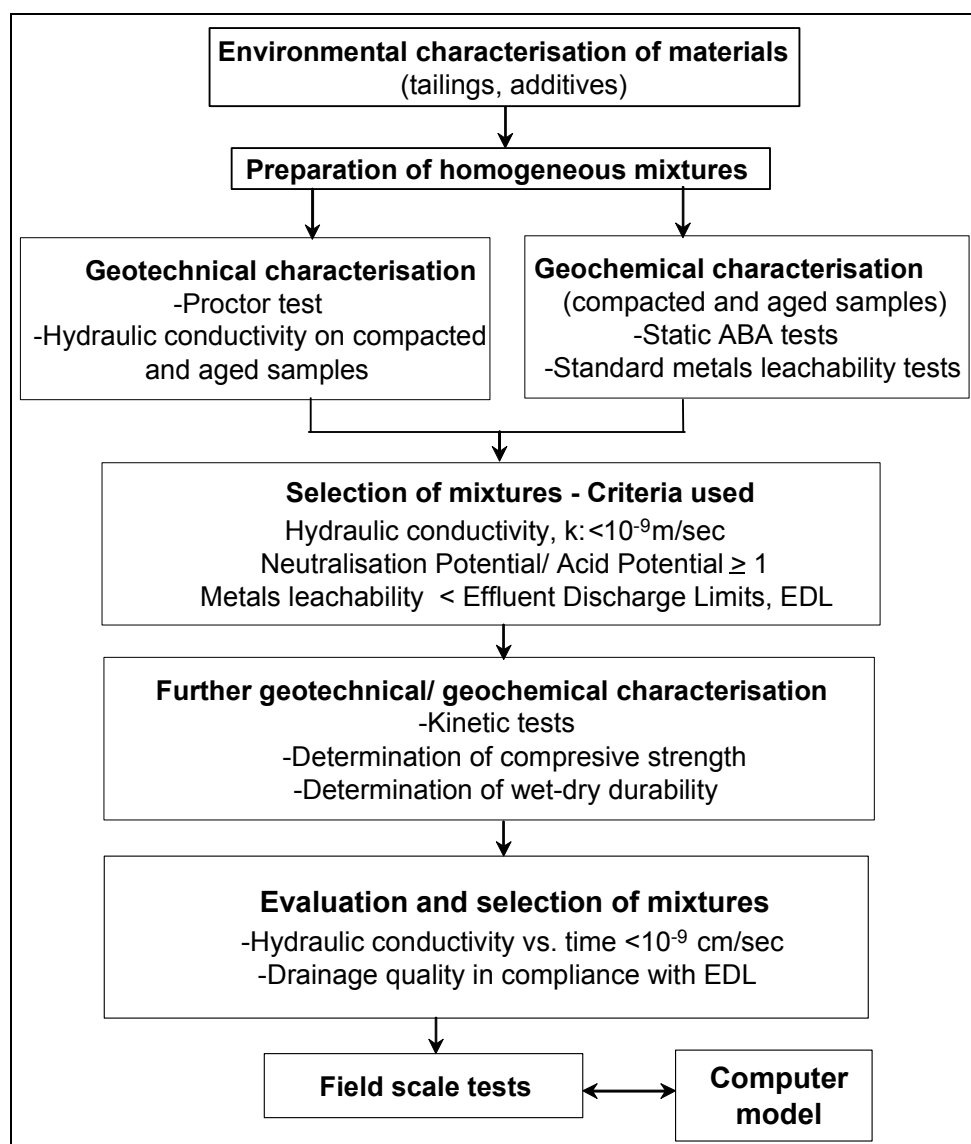 Environmental characterisation of materials
(tailings, additives)
Preparation of homogeneous mixtures
Geotechnical characterisation
-Proctor test
-Hydraulic conductivity on compacted
and aged samples
Geochemical characterisation
(compacted and aged samples)
-Static ABA tests
-Standard metals leachability tests
Selection of mixtures - Criteria used
Hydraulic conductivity, k: <10⁻⁹m/sec
Neutralisation Potential/ Acid Potential ≥ 1
Metals leachability < Effluent Discharge Limits, EDL
Further geotechnical/ geochemical characterisation
-Kinetic tests
-Determination of compresive strength
-Determination of wet-dry durability
Evaluation and selection of mixtures
-Hydraulic conductivity vs. time <10⁻⁹ cm/sec
-Drainage quality in compliance with EDL
Field scale tests
Computer
model